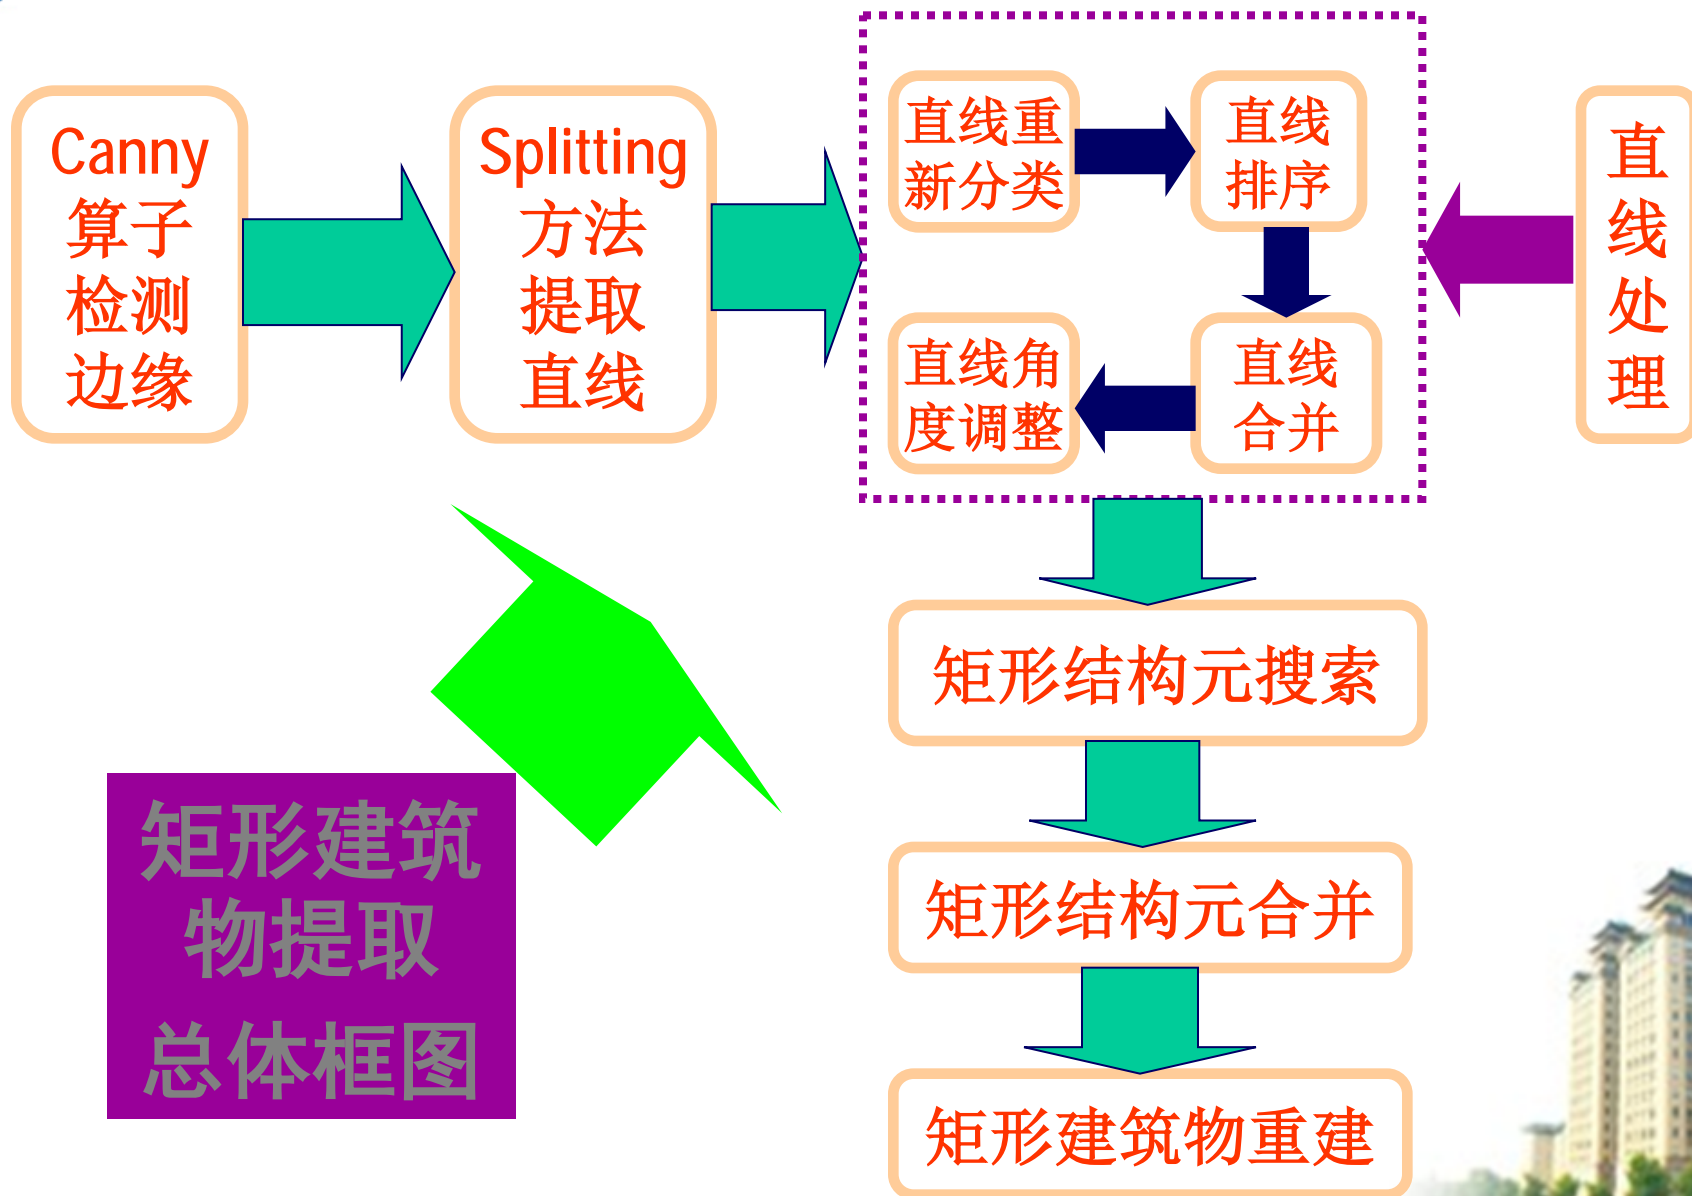 Canny
算子
检测
边缘
Splitting
方法
提取
直线
直线重
新分类
直线
排序
直线
合并
直线角
度调整
直
线
处
理
矩形结构元搜索
矩形结构元合并
矩形建筑物重建
矩形建筑
物提取
总体框图